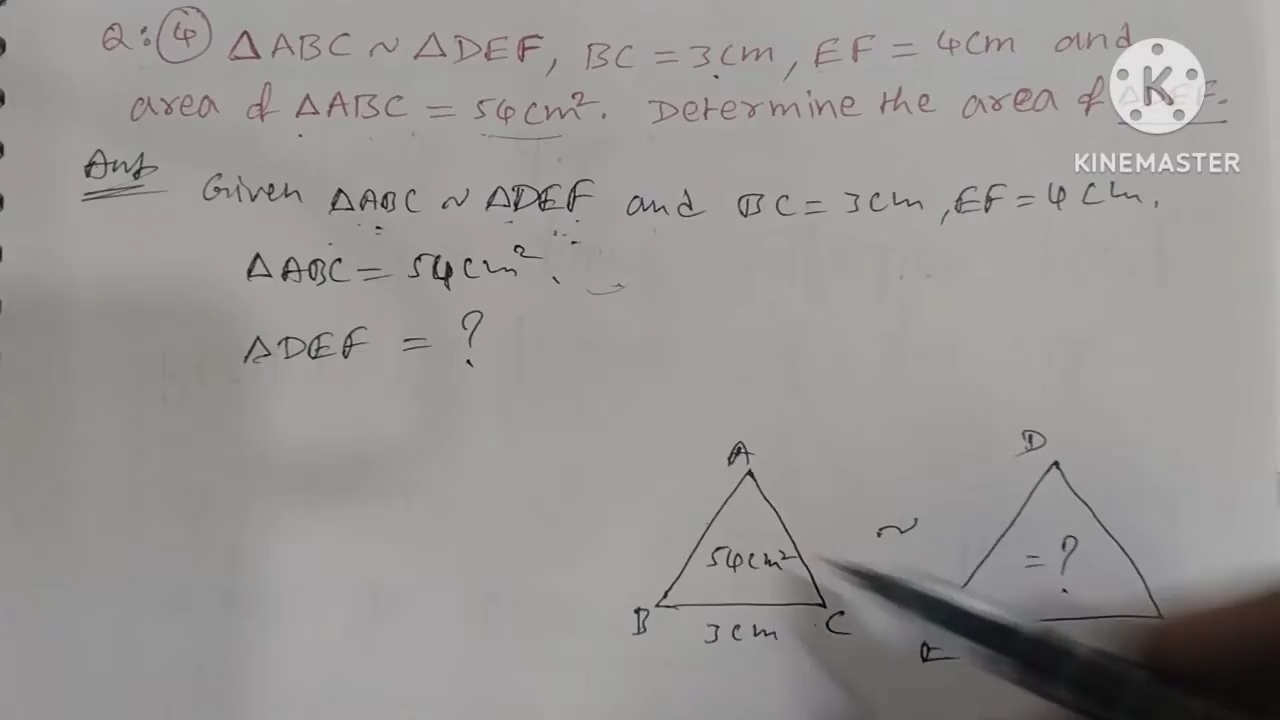 Q: 4 ΔABC ~ ΔDEF, BC = 3cm, EF = 4cm and
area of ΔABC = 54cm². Determine the area of ΔDEF.
K
KINEMASTER
Ans
Given ΔABC ~ ΔDEF and BC = 3cm, EF = 4cm.
ΔABC = 54cm².
ΔDEF = ?
A
D
~
54cm²
= ?
B
3cm
C
E